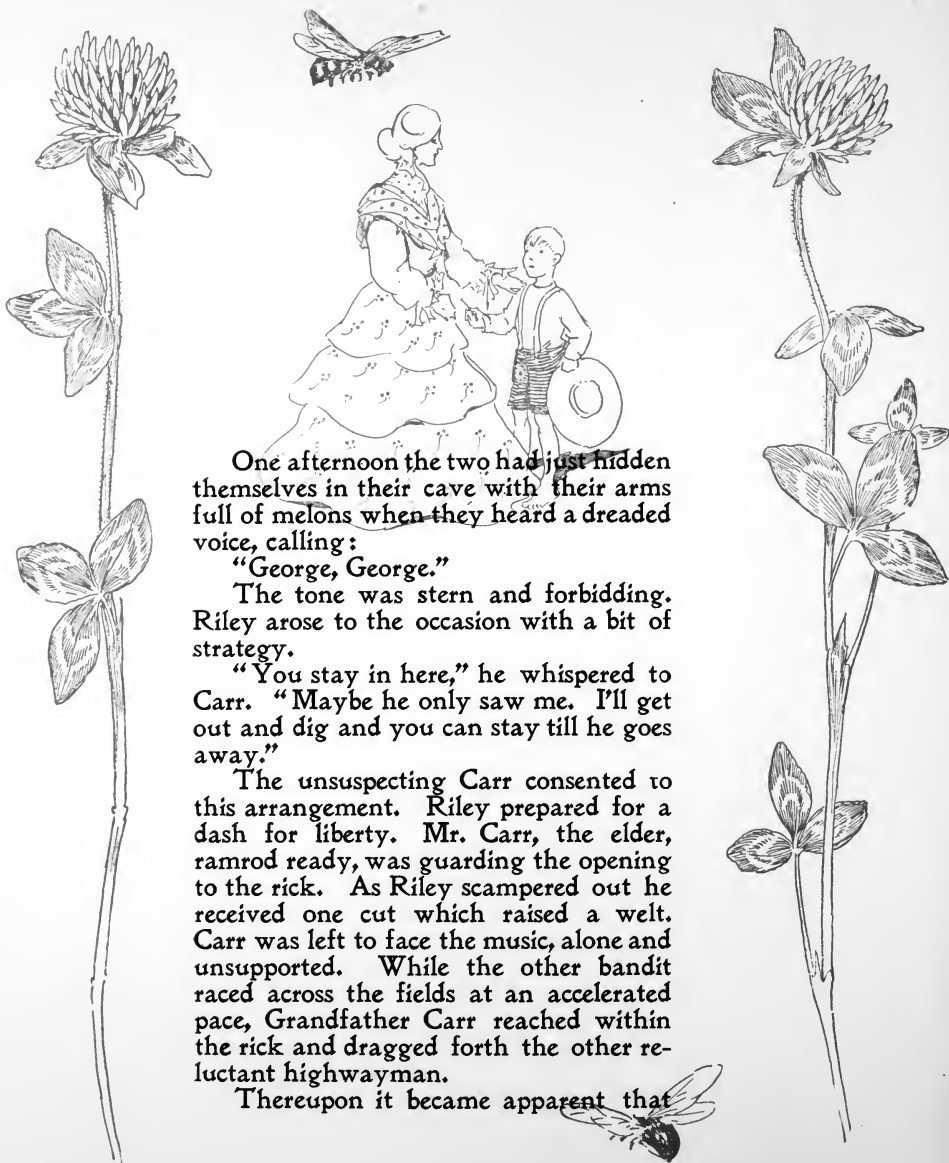 One afternoon the two had just hidden
themselves in their cave with their arms
full of melons when they heard a dreaded
voice, calling:
"George, George."
The tone was stern and forbidding.
Riley arose to the occasion with a bit of
strategy.
"You stay in here," he whispered to
Carr. "Maybe he only saw me. I'll get
out and dig and you can stay till he goes
away."
The unsuspecting Carr consented to
this arrangement. Riley prepared for a
dash for liberty. Mr. Carr, the elder,
ramrod ready, was guarding the opening
to the rick. As Riley scampered out he
received one cut which raised a welt.
Carr was left to face the music, alone and
unsupported. While the other bandit
raced across the fields at an accelerated
pace, Grandfather Carr reached within
the rick and dragged forth the other re-
luctant highwayman.
Thereupon it became apparent that